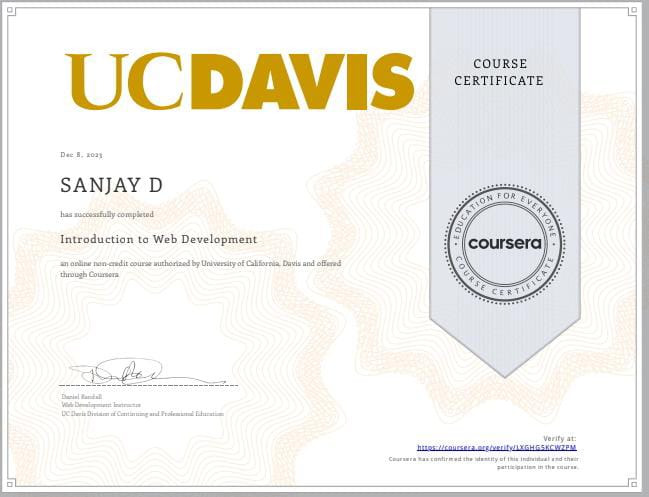 UCDAVIS
COURSE
CERTIFICATE
Dec 8, 2023
SANJAY D
has successfully completed
Introduction to Web Development
an online non-credit course authorized by University of California, Davis and offered
through Coursera
EDUCATION FOR EVERYONE
coursera
COURSE CERTIFICATE
Daniel Randall
Web Development Instructor
UC Davis Division of Continuing and Professional Education
Verify at:
https://coursera.org/verify/LXGHG5KCWZPM
Coursera has confirmed the identity of this individual and their
participation in the course.